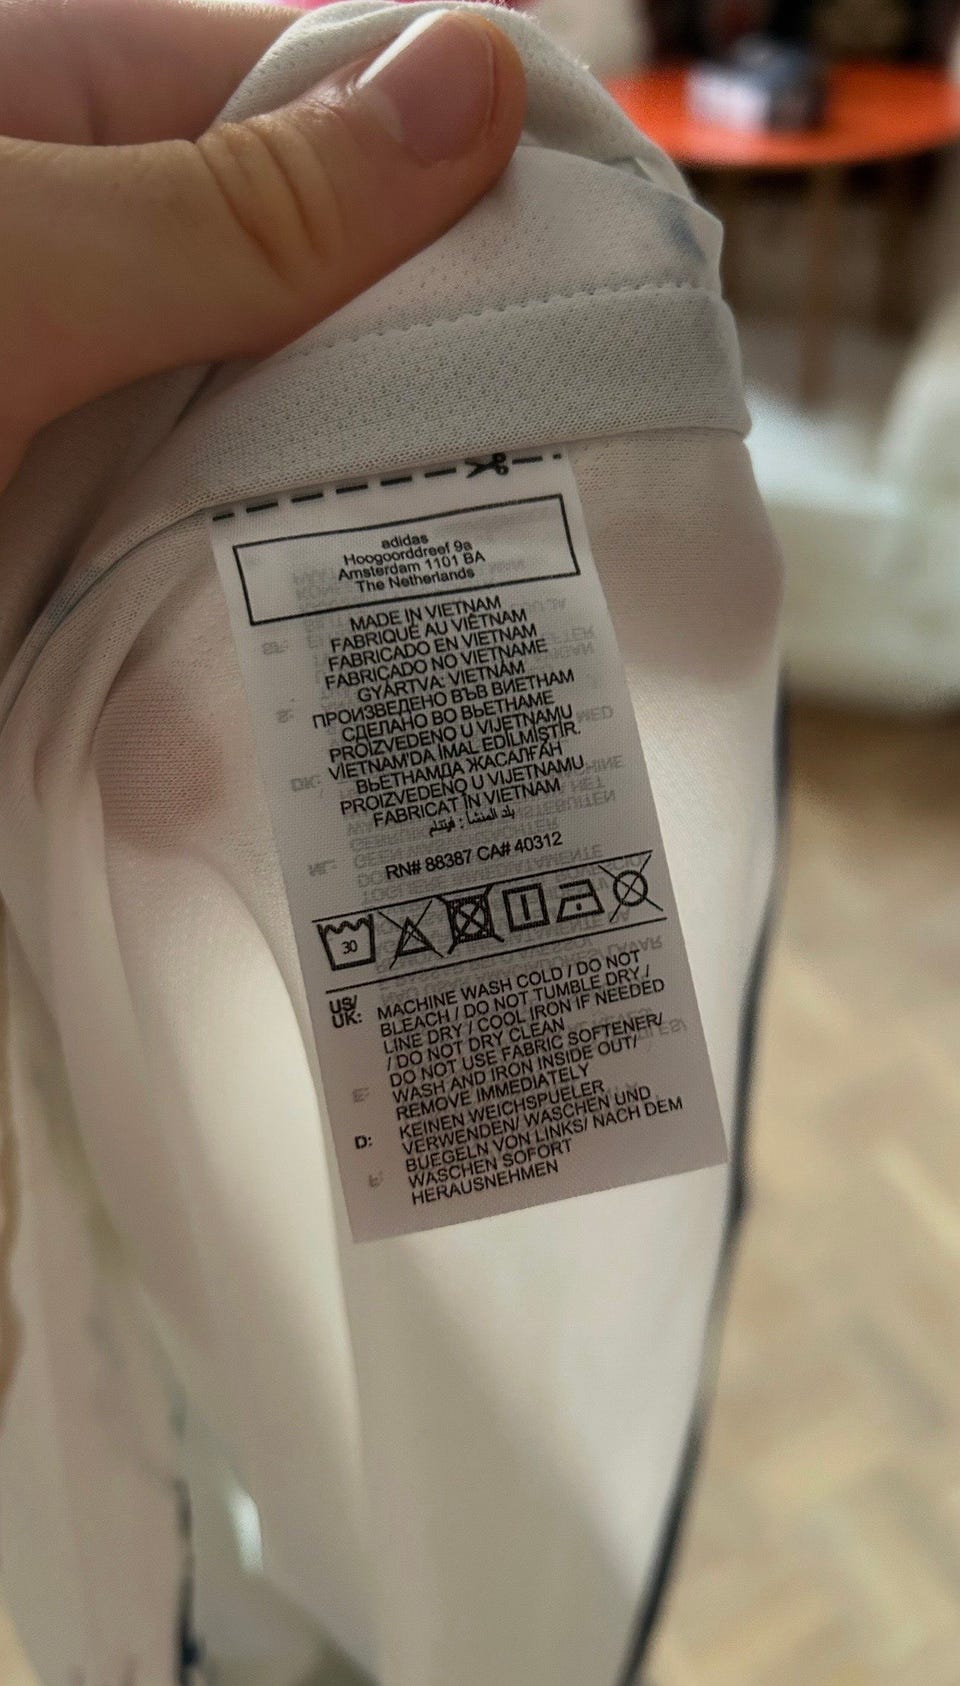 adidas
Hoogoorddreef 9a
Amsterdam 1101 BA
The Netherlands
MADE IN VIETNAM
FABRIQUÉ AU VIÊTNAM
FABRICADO EN VIETNAM
FABRICADO NO VIETNAME
GYÁRTVA: VIETNÁM
ПРОИЗВЕДЕНО ВЪВ ВИЕТНАМ
СДЕЛАНО ВО ВЬЕТНАМЕ
PROIZVEDENO U VIJETNAMU
VİETNAM'DA İMAL EDİLMİŞTİR.
ВЬЕТНАМДА ЖАСАЛҒАН
PROIZVEDENO U VIJETNAMU
FABRICAT ÎN VIETNAM
بلد المنشأ : فيتنام
RN# 88387 CA# 40312
30
US/
UK: MACHINE WASH COLD / DO NOT
BLEACH / DO NOT TUMBLE DRY /
LINE DRY / COOL IRON IF NEEDED
/ DO NOT DRY CLEAN
DO NOT USE FABRIC SOFTENER/
WASH AND IRON INSIDE OUT/
REMOVE IMMEDIATELY
D: KEINEN WEICHSPUELER
VERWENDEN/ WASCHEN UND
BUEGELN VON LINKS/ NACH DEM
WASCHEN SOFORT
HERAUSNEHMEN